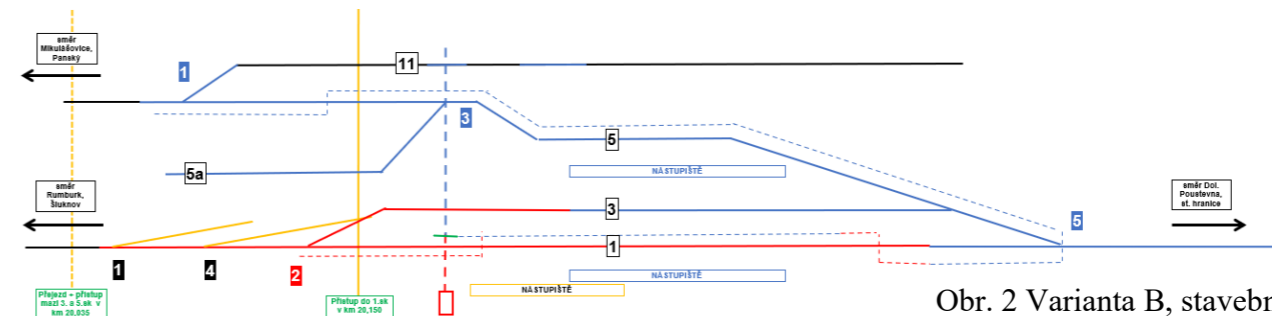 směr
Mikulášovice,
Panský
1
11
3
5
5a
NÁSTUPIŠTĚ
směr
Rumburk,
Šluknov
směr Dol.
Poustevna,
st. hranice
3
5
1
1
4
2
NÁSTUPIŠTĚ
NÁSTUPIŠTĚ
Přejezd + přístup
mezi 3. a 5.sk v
km 20,035
Přístup do 1.sk
v km 20,150
Obr. 2 Varianta B, stavebn